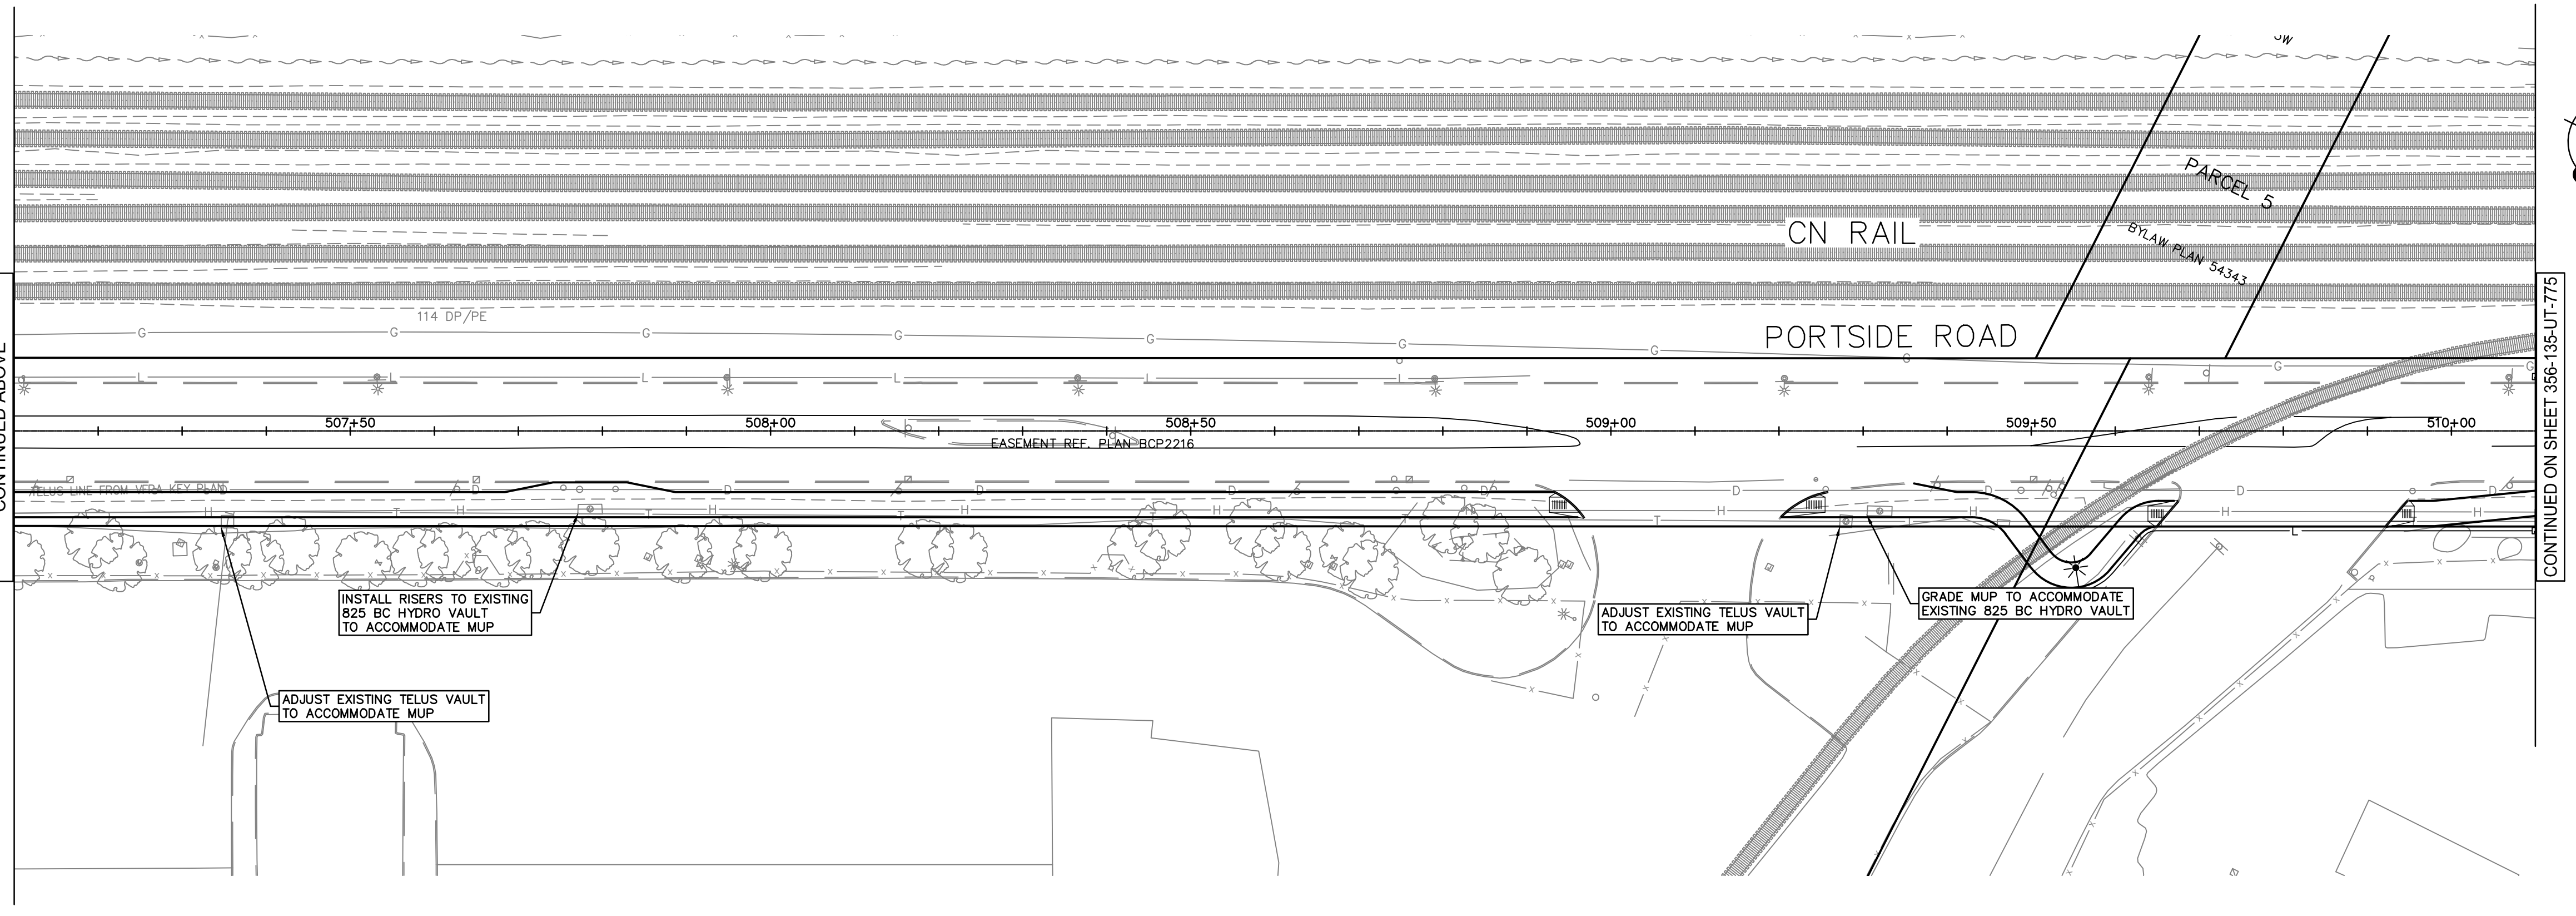 SW
PARCEL 5
BYLAW PLAN 54343
CN RAIL
114 DP/PE
PORTSIDE ROAD
CONTINUED ABOVE
CONTINUED ON SHEET 356-135-UT-775
507+50
508+00
508+50
509+00
509+50
510+00
EASEMENT REF. PLAN BCP2216
TELUS LINE FROM VFPA KEY PLAN
INSTALL RISERS TO EXISTING
825 BC HYDRO VAULT
TO ACCOMMODATE MUP
ADJUST EXISTING TELUS VAULT
TO ACCOMMODATE MUP
GRADE MUP TO ACCOMMODATE
EXISTING 825 BC HYDRO VAULT
ADJUST EXISTING TELUS VAULT
TO ACCOMMODATE MUP